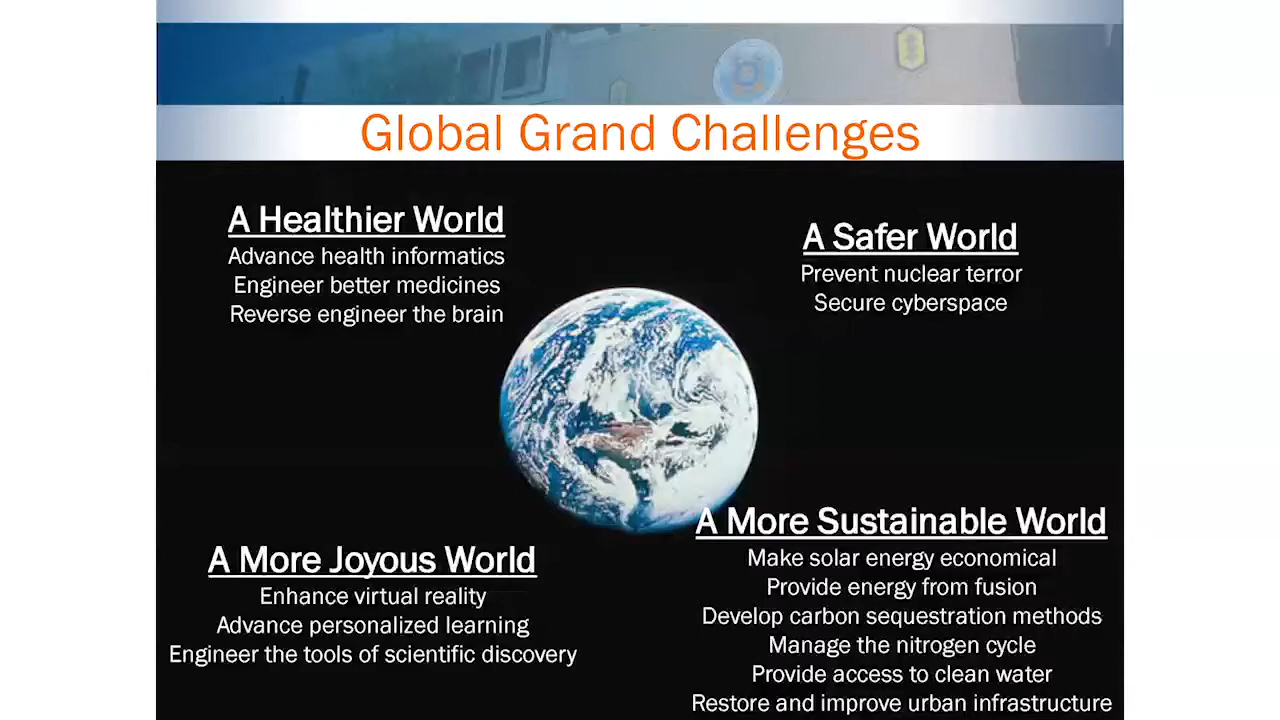 Global Grand Challenges
A Healthier World
Advance health informatics
Engineer better medicines
Reverse engineer the brain
A Safer World
Prevent nuclear terror
Secure cyberspace
A More Joyous World
Enhance virtual reality
Advance personalized learning
Engineer the tools of scientific discovery
A More Sustainable World
Make solar energy economical
Provide energy from fusion
Develop carbon sequestration methods
Manage the nitrogen cycle
Provide access to clean water
Restore and improve urban infrastructure